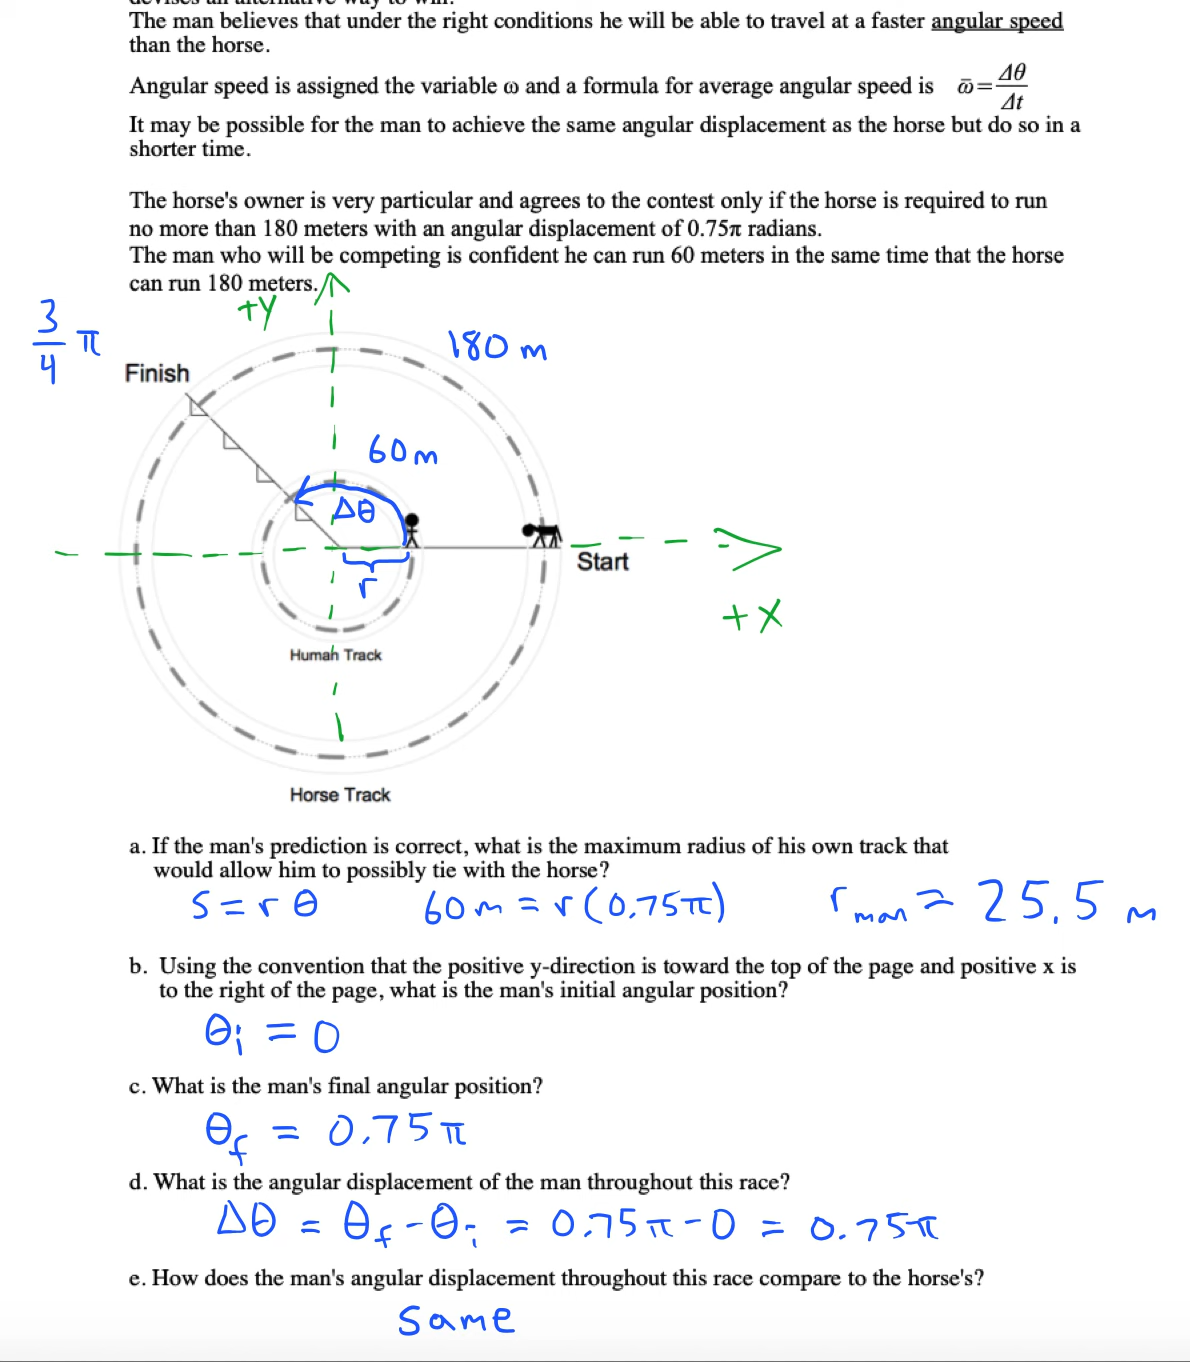 The man believes that under the right conditions he will be able to travel at a faster angular speed
than the horse.
Angular speed is assigned the variable ω and a formula for average angular speed is ω̄=Δθ/Δt
It may be possible for the man to achieve the same angular displacement as the horse but do so in a
shorter time.
The horse's owner is very particular and agrees to the contest only if the horse is required to run
no more than 180 meters with an angular displacement of 0.75π radians.
The man who will be competing is confident he can run 60 meters in the same time that the horse
can run 180 meters.
+y
3/4 π
180 m
Finish
60 m
Δθ
Start
r
+x
Human Track
Horse Track
a. If the man's prediction is correct, what is the maximum radius of his own track that
would allow him to possibly tie with the horse?
S = r θ 60 m = r (0.75π) r man = 25.5 m
b. Using the convention that the positive y-direction is toward the top of the page and positive x is
to the right of the page, what is the man's initial angular position?
θi = 0
c. What is the man's final angular position?
θf = 0.75 π
d. What is the angular displacement of the man throughout this race?
Δθ = θf - θi = 0.75 π - 0 = 0.75π
e. How does the man's angular displacement throughout this race compare to the horse's?
Same